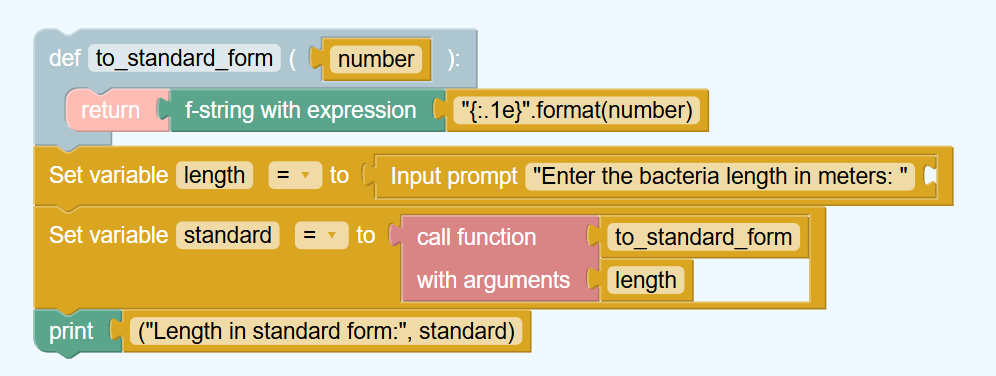 def to_standard_form ( number ):
return f-string with expression "{:.1e}".format(number)
Set variable length = to Input prompt "Enter the bacteria length in meters: "
Set variable standard = to call function to_standard_form
with arguments length
print ("Length in standard form:", standard)